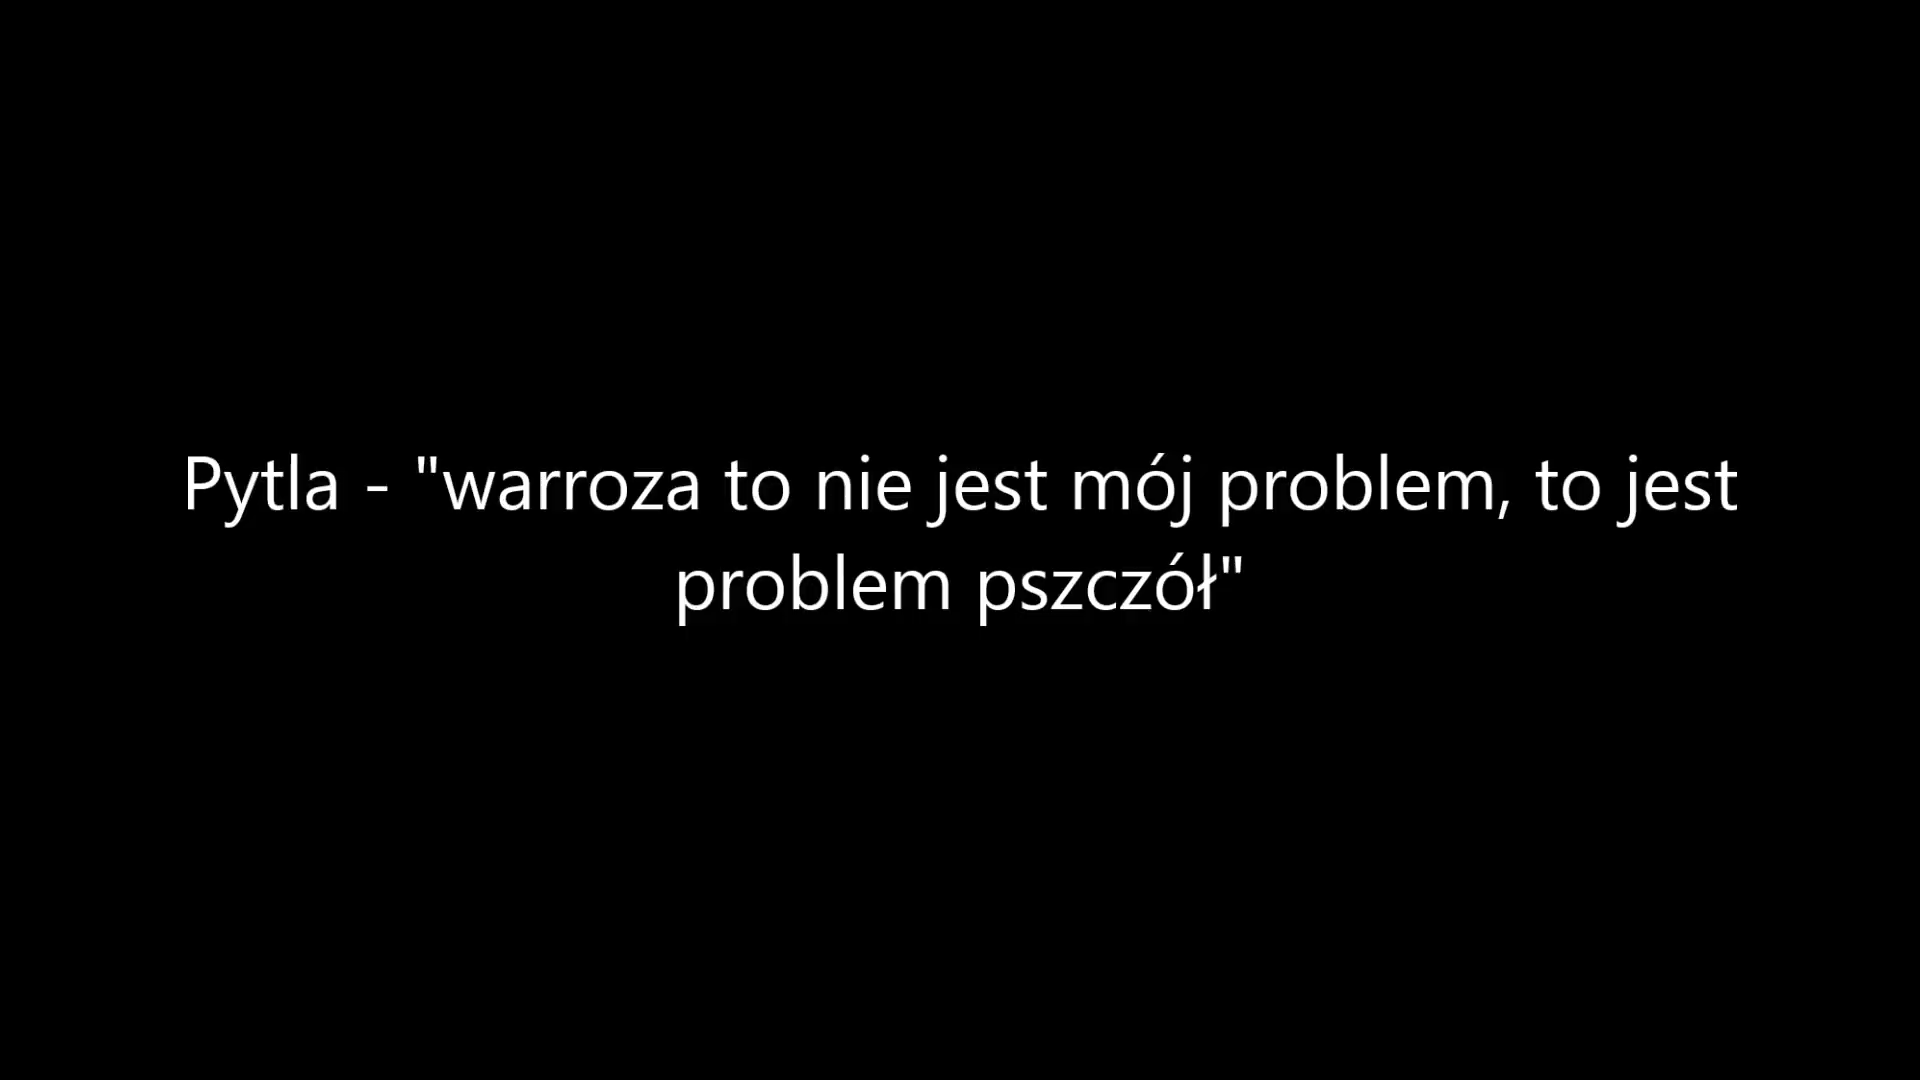 Pytla - "warroza to nie jest mój problem, to jest
problem pszczół"